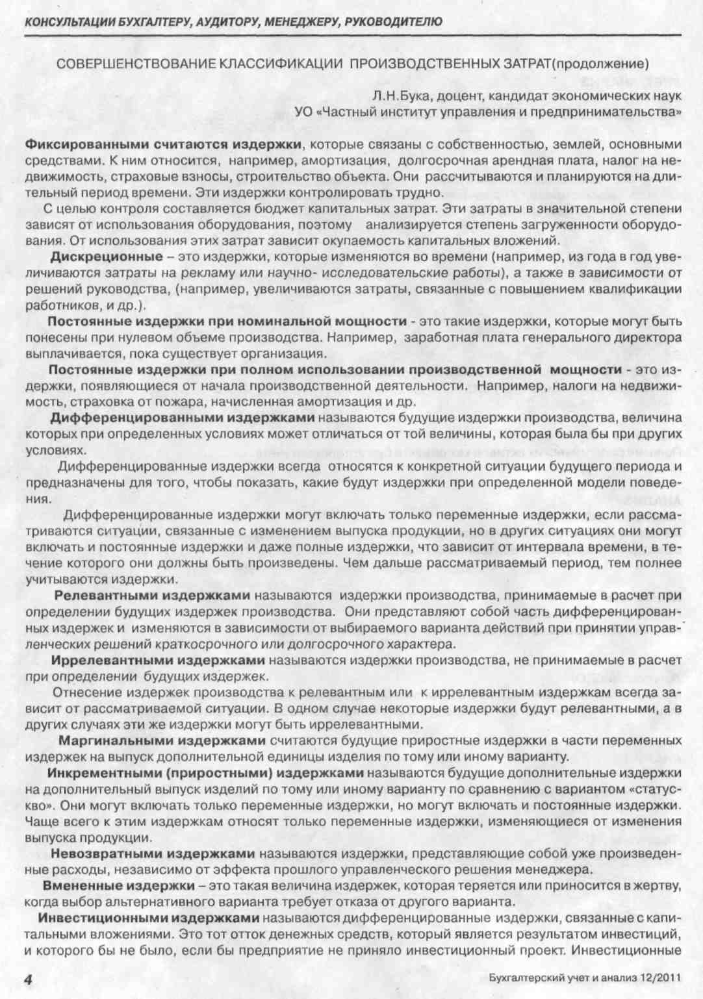 КОНСУЛЬТАЦИИ БУХГАЛТЕРУ, АУДИТОРУ, МЕНЕДЖЕРУ, РУКОВОДИТЕЛЮ
СОВЕРШЕНСТВОВАНИЕ КЛАССИФИКАЦИИ ПРОИЗВОДСТВЕННЫХ ЗАТРАТ(продолжение)
Л.Н.Бука, доцент, кандидат экономических наук
УО «Частный институт управления и предпринимательства»
Фиксированными считаются издержки, которые связаны с собственностью, землей, основными
средствами. К ним относится, например, амортизация, долгосрочная арендная плата, налог на не-
движимость, страховые взносы, строительство объекта. Они рассчитываются и планируются на дли-
тельный период времени. Эти издержки контролировать трудно.
С целью контроля составляется бюджет капитальных затрат. Эти затраты в значительной степени
зависят от использования оборудования, поэтому анализируется степень загруженности оборудо-
вания. От использования этих затрат зависит окупаемость капитальных вложений.
Дискреционные – это издержки, которые изменяются во времени (например, из года в год уве-
личиваются затраты на рекламу или научно- исследовательские работы), а также в зависимости от
решений руководства, (например, увеличиваются затраты, связанные с повышением квалификации
работников, и др.).
Постоянные издержки при номинальной мощности - это такие издержки, которые могут быть
понесены при нулевом объеме производства. Например, заработная плата генерального директора
выплачивается, пока существует организация.
Постоянные издержки при полном использовании производственной мощности - это из-
держки, появляющиеся от начала производственной деятельности. Например, налоги на недвижи-
мость, страховка от пожара, начисленная амортизация и др.
Дифференцированными издержками называются будущие издержки производства, величина
которых при определенных условиях может отличаться от той величины, которая была бы при других
условиях.
Дифференцированные издержки всегда относятся к конкретной ситуации будущего периода и
предназначены для того, чтобы показать, какие будут издержки при определенной модели поведе-
ния.
Дифференцированные издержки могут включать только переменные издержки, если рассма-
триваются ситуации, связанные с изменением выпуска продукции, но в других ситуациях они могут
включать и постоянные издержки и даже полные издержки, что зависит от интервала времени, в те-
чение которого они должны быть произведены. Чем дальше рассматриваемый период, тем полнее
учитываются издержки.
Релевантными издержками называются издержки производства, принимаемые в расчет при
определении будущих издержек производства. Они представляют собой часть дифференцирован-
ных издержек и изменяются в зависимости от выбираемого варианта действий при принятии управ-
ленческих решений краткосрочного или долгосрочного характера.
Иррелевантными издержками называются издержки производства, не принимаемые в расчет
при определении будущих издержек.
Отнесение издержек производства к релевантным или к иррелевантным издержкам всегда за-
висит от рассматриваемой ситуации. В одном случае некоторые издержки будут релевантными, а в
других случаях эти же издержки могут быть иррелевантными.
Маргинальными издержками считаются будущие приростные издержки в части переменных
издержек на выпуск дополнительной единицы изделия по тому или иному варианту.
Инкрементными (приростными) издержками называются будущие дополнительные издержки
на дополнительный выпуск изделий по тому или иному варианту по сравнению с вариантом «статус-
кво». Они могут включать только переменные издержки, но могут включать и постоянные издержки.
Чаще всего к этим издержкам относят только переменные издержки, изменяющиеся от изменения
выпуска продукции.
Невозвратными издержками называются издержки, представляющие собой уже произведен-
ные расходы, независимо от эффекта прошлого управленческого решения менеджера.
Вмененные издержки – это такая величина издержек, которая теряется или приносится в жертву,
когда выбор альтернативного варианта требует отказа от другого варианта.
Инвестиционными издержками называются дифференцированные издержки, связанные с капи-
тальными вложениями. Это тот отток денежных средств, который является результатом инвестиций,
и которого бы не было, если бы предприятие не приняло инвестиционный проект. Инвестиционные
4
Бухгалтерский учет и анализ 12/2011